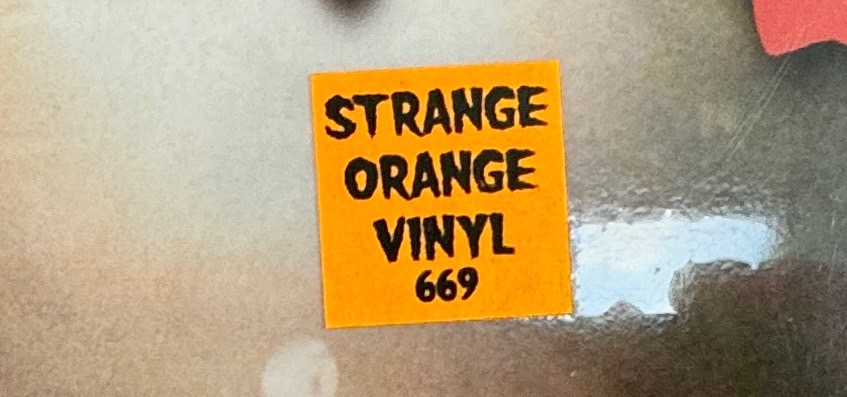 STRANGE
ORANGE
VINYL
669